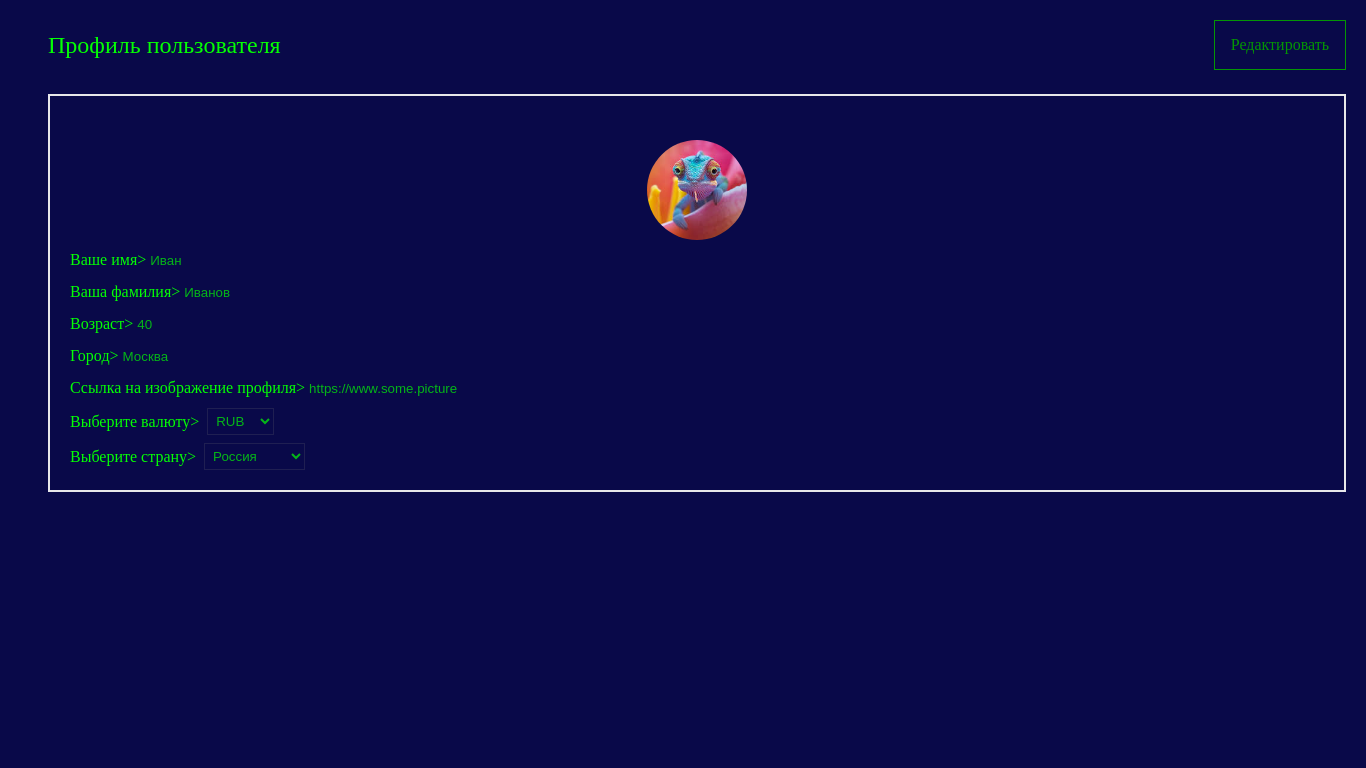 Профиль пользователя
Редактировать
Ваше имя> Иван
Ваша фамилия> Иванов
Возраст> 40
Город> Москва
Ссылка на изображение профиля> https://www.some.picture
Выберите валюту> RUB
Выберите страну> Россия